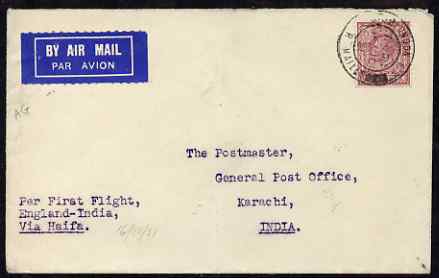 BY AIR MAIL
PAR AVION
The Postmaster,
General Post Office,
Karachi,
INDIA.
Per First Flight,
England-India,
Via Haifa.